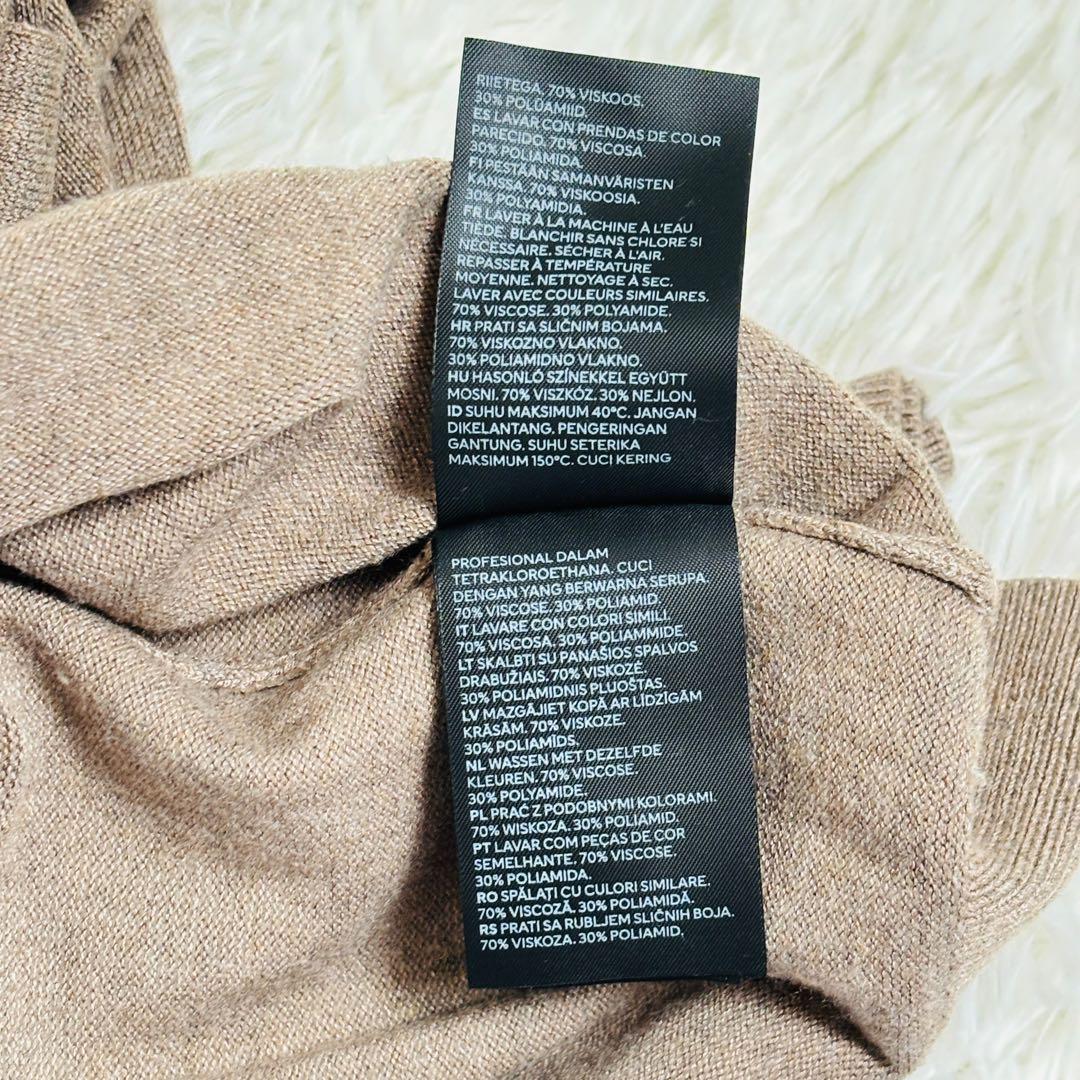 RIIETEGA. 70% VISKOOS.
30% POLÜAMIID.
ES LAVAR CON PRENDAS DE COLOR
PARECIDO. 70% VISCOSA.
30% POLIAMIDA.
FI PESTÄÄN SAMANVÄRISTEN
KANSSA. 70% VISKOOSIA.
30% POLYAMIDIA.
FR LAVER À LA MACHINE À L'EAU
TIÈDE. BLANCHIR SANS CHLORE SI
NÉCESSAIRE. SÉCHER À L'AIR.
REPASSER À TEMPÉRATURE
MOYENNE. NETTOYAGE À SEC.
LAVER AVEC COULEURS SIMILAIRES.
70% VISCOSE. 30% POLYAMIDE.
HR PRATI SA SLIČNIM BOJAMA.
70% VISKOZNO VLAKNO.
30% POLIAMIDNO VLAKNO.
HU HASONLÓ SZÍNEKKEL EGYÜTT
MOSNI. 70% VISZKÓZ. 30% NEJLON.
ID SUHU MAKSIMUM 40°C. JANGAN
DIKELANTANG. PENGERINGAN
GANTUNG. SUHU SETERIKA
MAKSIMUM 150°C. CUCI KERING
PROFESIONAL DALAM
TETRAKLOROETHANA. CUCI
DENGAN YANG BERWARNA SERUPA.
70% VISCOSE. 30% POLIAMID.
IT LAVARE CON COLORI SIMILI.
70% VISCOSA. 30% POLIAMMIDE.
LT SKALBTI SU PANAŠIOS SPALVOS
DRABUŽIAIS. 70% VISKOZĖ.
30% POLIAMIDNIS PLUOŠTAS.
LV MAZGĀJIET KOPĀ AR LĪDZĪGĀM
KRĀSĀM. 70% VISKOZE.
30% POLIAMĪDS.
NL WASSEN MET DEZELFDE
KLEUREN. 70% VISCOSE.
30% POLYAMIDE.
PL PRAĆ Z PODOBNYMI KOLORAMI.
70% WISKOZA. 30% POLIAMID.
PT LAVAR COM PEÇAS DE COR
SEMELHANTE. 70% VISCOSE.
30% POLIAMIDA.
RO SPĂLAȚI CU CULORI SIMILARE.
70% VISCOZĂ. 30% POLIAMIDĂ.
RS PRATI SA RUBLJEM SLIČNIH BOJA.
70% VISKOZA. 30% POLIAMID.